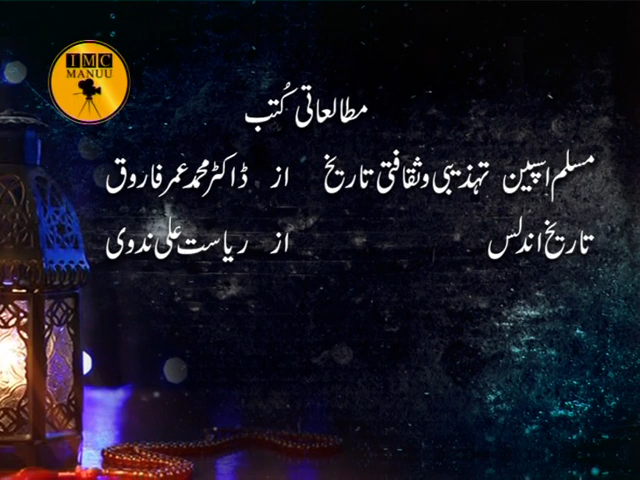 IMC
MANUU
مطالعاتی کُتب
مسلم اسپین تہذیبی و ثقافتی تاریخ از ڈاکٹر محمد عمر فاروق
تاریخ اندلس از ریاست علی ندوی